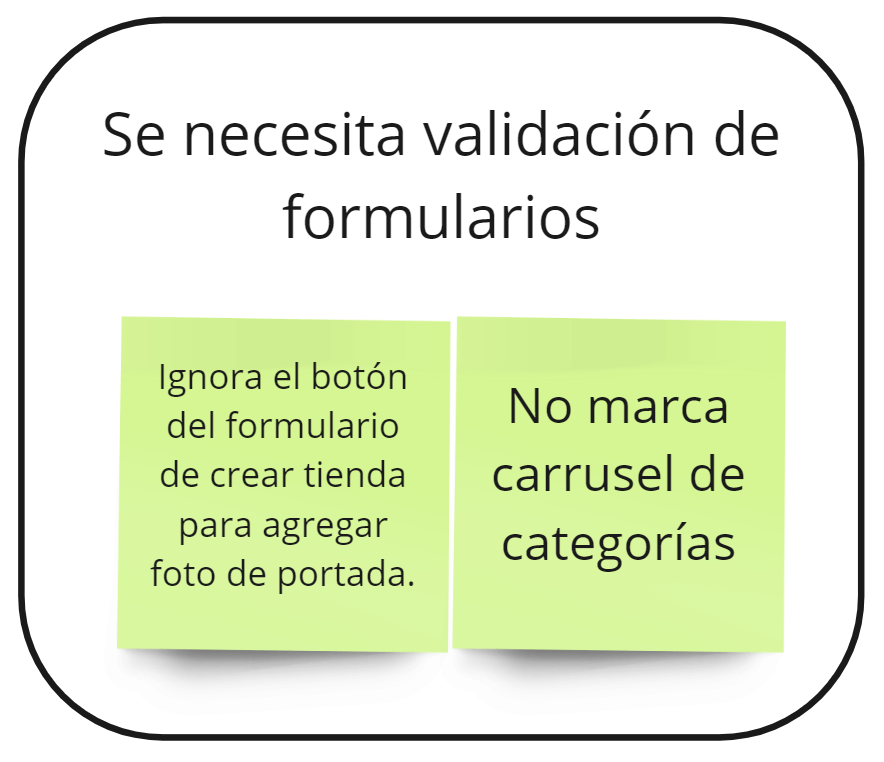 Se necesita validación de
formularios
Ignora el botón
del formulario
de crear tienda
para agregar
foto de portada.
No marca
carrusel de
categorías